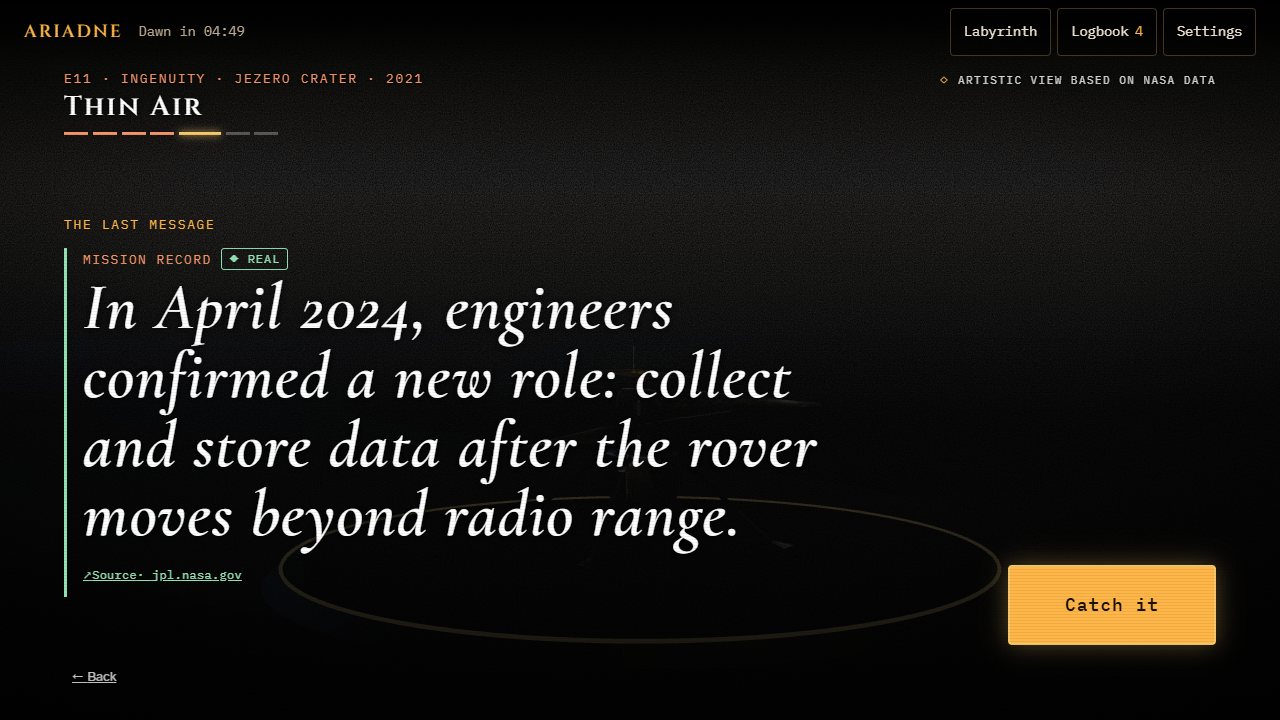 ARIADNE Dawn in 04:49 Labyrinth Logbook 4 Settings
E11 · INGENUITY · JEZERO CRATER · 2021
◇ ARTISTIC VIEW BASED ON NASA DATA
Thin Air
THE LAST MESSAGE
MISSION RECORD ◆ REAL
In April 2024, engineers
confirmed a new role: collect
and store data after the rover
moves beyond radio range.
↗Source· jpl.nasa.gov
Catch it
← Back